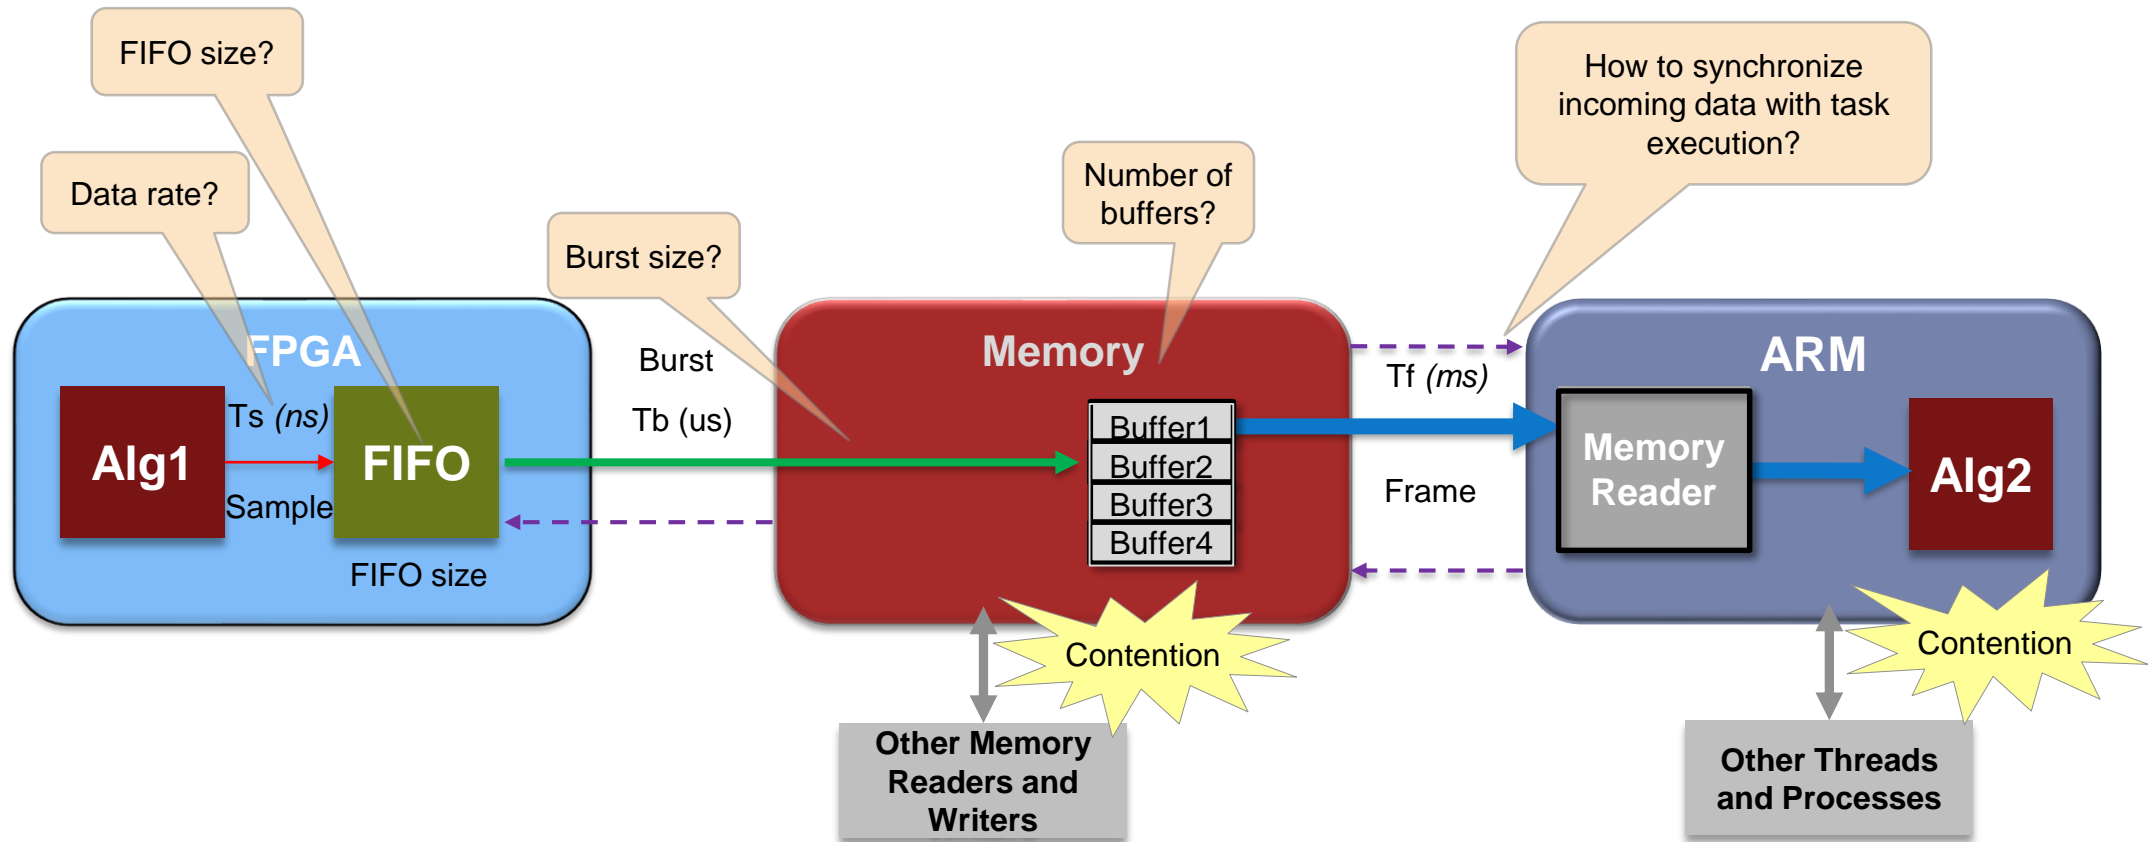 FIFO size?
Data rate?
Burst size?
Number of
buffers?
How to synchronize
incoming data with task
execution?
FPGA
Alg1
Ts (ns)
Sample
FIFO
FIFO size
Burst
Tb (us)
Memory
Buffer1
Buffer2
Buffer3
Buffer4
Tf (ms)
Frame
ARM
Memory
Reader
Alg2
Contention
Other Memory
Readers and
Writers
Contention
Other Threads
and Processes